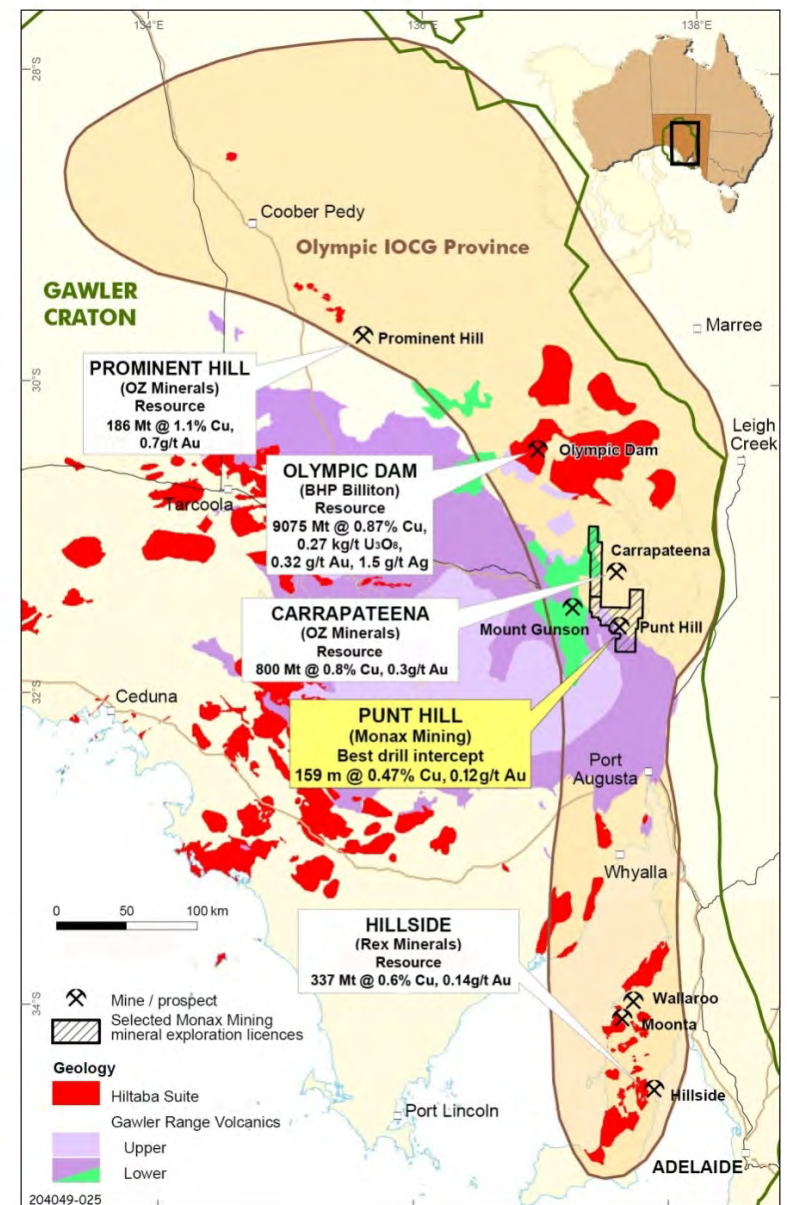 134°E
136°E
138°E
28°S
Coober Pedy
Olympic IOCG Province
GAWLER
CRATON
Marree
Prominent Hill
PROMINENT HILL
(OZ Minerals)
Resource
186 Mt @ 1.1% Cu,
0.7g/t Au
30°S
Leigh
Creek
Olympic Dam
OLYMPIC DAM
(BHP Billiton)
Resource
9075 Mt @ 0.87% Cu,
0.27 kg/t U3O8,
0.32 g/t Au, 1.5 g/t Ag
Tarcoola
Carrapateena
CARRAPATEENA
(OZ Minerals)
Resource
800 Mt @ 0.8% Cu, 0.3g/t Au
Mount Gunson
Punt Hill
32°S
Ceduna
PUNT HILL
(Monax Mining)
Best drill intercept
159 m @ 0.47% Cu, 0.12g/t Au
Port
Augusta
Whyalla
0 50 100 km
HILLSIDE
(Rex Minerals)
Resource
337 Mt @ 0.6% Cu, 0.14g/t Au
34°S
Mine / prospect
Selected Monax Mining
mineral exploration licences
Wallaroo
Moonta
Geology
Hiltaba Suite
Hillside
Gawler Range Volcanics
Port Lincoln
Upper
Lower
ADELAIDE
204049-025